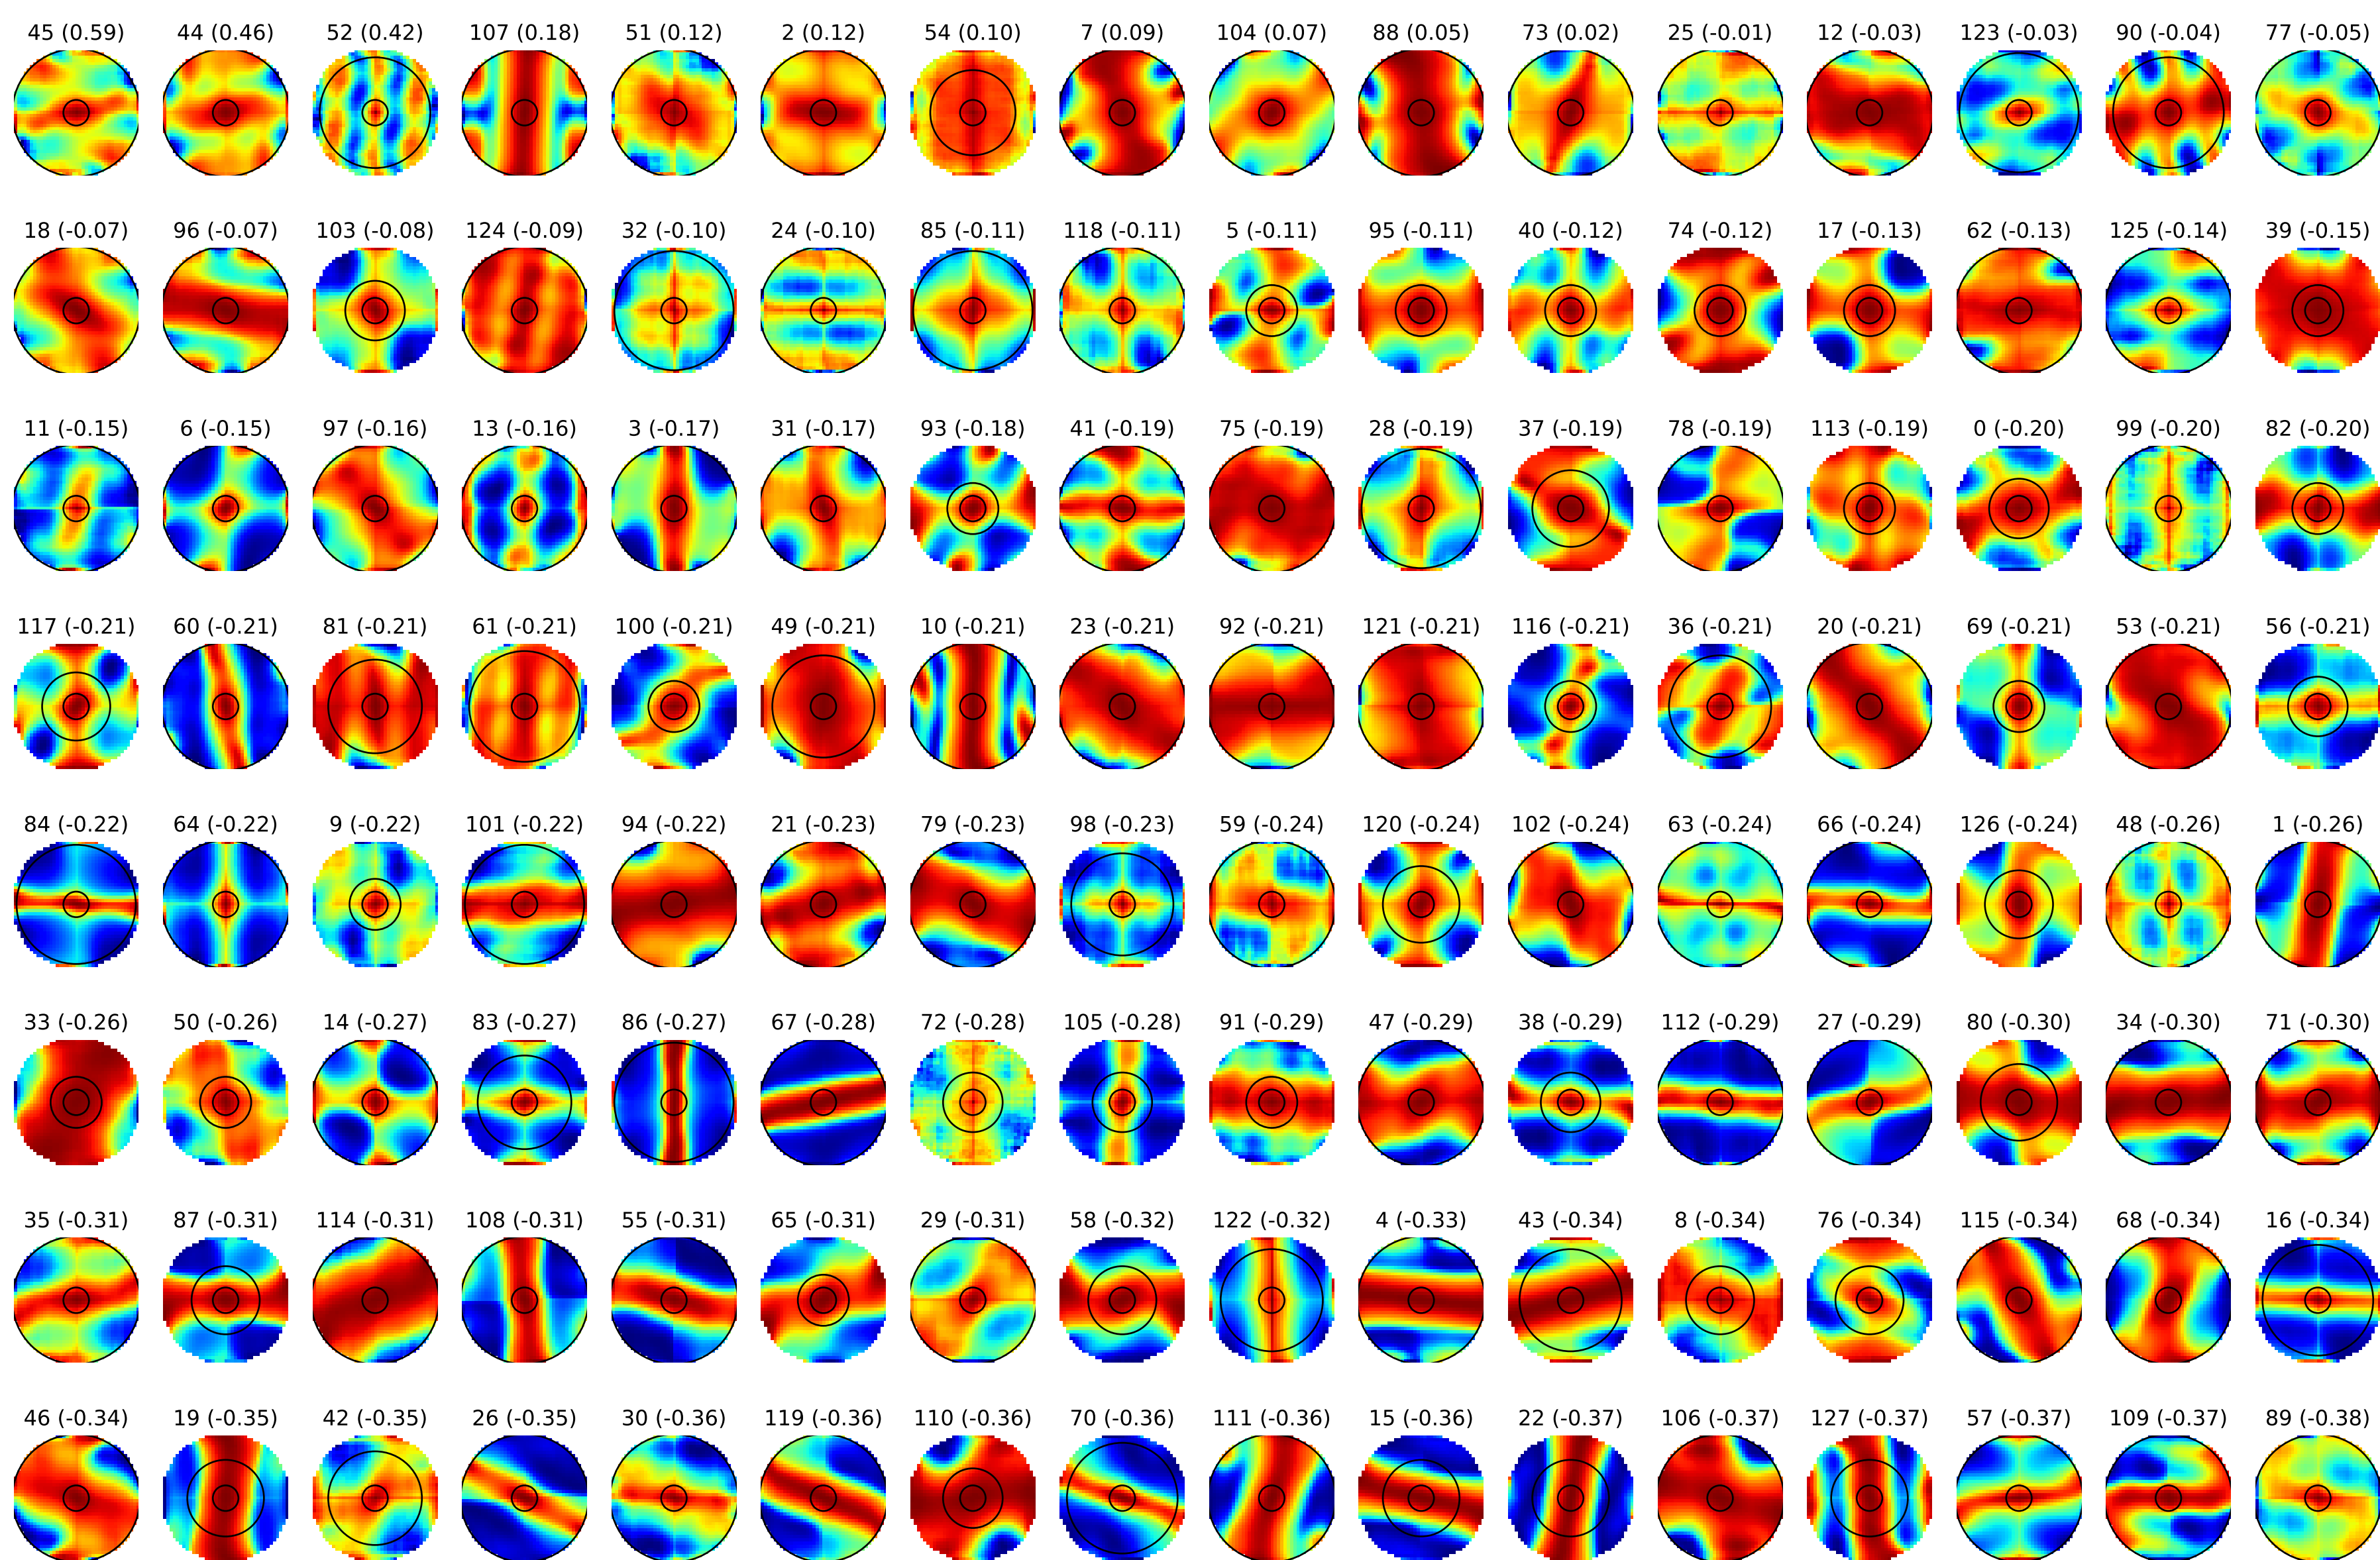 45 (0.59) 44 (0.46) 52 (0.42) 107 (0.18) 51 (0.12) 2 (0.12) 54 (0.10) 7 (0.09) 104 (0.07) 88 (0.05) 73 (0.02) 25 (-0.01) 12 (-0.03) 123 (-0.03) 90 (-0.04) 77 (-0.05)
18 (-0.07) 96 (-0.07) 103 (-0.08) 124 (-0.09) 32 (-0.10) 24 (-0.10) 85 (-0.11) 118 (-0.11) 5 (-0.11) 95 (-0.11) 40 (-0.12) 74 (-0.12) 17 (-0.13) 62 (-0.13) 125 (-0.14) 39 (-0.15)
11 (-0.15) 6 (-0.15) 97 (-0.16) 13 (-0.16) 3 (-0.17) 31 (-0.17) 93 (-0.18) 41 (-0.19) 75 (-0.19) 28 (-0.19) 37 (-0.19) 78 (-0.19) 113 (-0.19) 0 (-0.20) 99 (-0.20) 82 (-0.20)
117 (-0.21) 60 (-0.21) 81 (-0.21) 61 (-0.21) 100 (-0.21) 49 (-0.21) 10 (-0.21) 23 (-0.21) 92 (-0.21) 121 (-0.21) 116 (-0.21) 36 (-0.21) 20 (-0.21) 69 (-0.21) 53 (-0.21) 56 (-0.21)
84 (-0.22) 64 (-0.22) 9 (-0.22) 101 (-0.22) 94 (-0.22) 21 (-0.23) 79 (-0.23) 98 (-0.23) 59 (-0.24) 120 (-0.24) 102 (-0.24) 63 (-0.24) 66 (-0.24) 126 (-0.24) 48 (-0.26) 1 (-0.26)
33 (-0.26) 50 (-0.26) 14 (-0.27) 83 (-0.27) 86 (-0.27) 67 (-0.28) 72 (-0.28) 105 (-0.28) 91 (-0.29) 47 (-0.29) 38 (-0.29) 112 (-0.29) 27 (-0.29) 80 (-0.30) 34 (-0.30) 71 (-0.30)
35 (-0.31) 87 (-0.31) 114 (-0.31) 108 (-0.31) 55 (-0.31) 65 (-0.31) 29 (-0.31) 58 (-0.32) 122 (-0.32) 4 (-0.33) 43 (-0.34) 8 (-0.34) 76 (-0.34) 115 (-0.34) 68 (-0.34) 16 (-0.34)
46 (-0.34) 19 (-0.35) 42 (-0.35) 26 (-0.35) 30 (-0.36) 119 (-0.36) 110 (-0.36) 70 (-0.36) 111 (-0.36) 15 (-0.36) 22 (-0.37) 106 (-0.37) 127 (-0.37) 57 (-0.37) 109 (-0.37) 89 (-0.38)